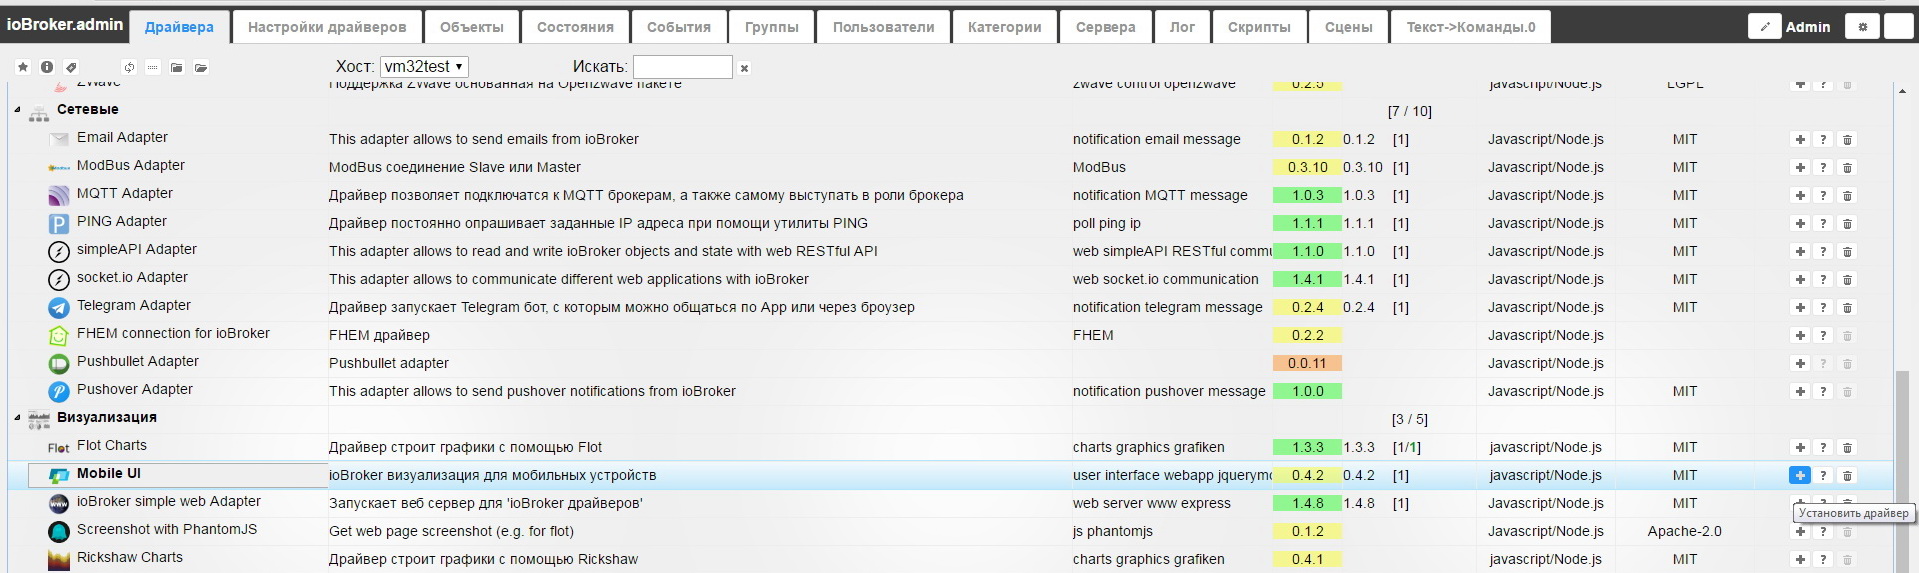 ioBroker.admin Драйвера Настройки драйверов Объекты Состояния События Группы Пользователи Категории Сервера Лог Скрипты Сцены Текст->Команды.0 Admin
Хост: vm32test Искать:
ZWave Поддержка ZWave основанная на Openzwave пакете zwave control openzwave 0.2.5 javascript/Node.js LGPL
Сетевые [7 / 10]
Email Adapter This adapter allows to send emails from ioBroker notification email message 0.1.2 0.1.2 [1] Javascript/Node.js MIT
ModBus Adapter ModBus соединение Slave или Master ModBus 0.3.10 0.3.10 [1] Javascript/Node.js MIT
MQTT Adapter Драйвер позволяет подключатся к MQTT брокерам, а также самому выступать в роли брокера notification MQTT message 1.0.3 1.0.3 [1] Javascript/Node.js MIT
PING Adapter Драйвер постоянно опрашивает заданные IP адреса при помощи утилиты PING poll ping ip 1.1.1 1.1.1 [1] Javascript/Node.js MIT
simpleAPI Adapter This adapter allows to read and write ioBroker objects and state with web RESTful API web simpleAPI RESTful commu 1.1.0 1.1.0 [1] Javascript/Node.js MIT
socket.io Adapter This adapter allows to communicate different web applications with ioBroker web socket.io communication 1.4.1 1.4.1 [1] Javascript/Node.js MIT
Telegram Adapter Драйвер запускает Telegram бот, с которым можно общаться по App или через броузер notification telegram message 0.2.4 0.2.4 [1] Javascript/Node.js MIT
FHEM connection for ioBroker FHEM драйвер FHEM 0.2.2 Javascript/Node.js
Pushbullet Adapter Pushbullet adapter 0.0.11 Javascript/Node.js
Pushover Adapter This adapter allows to send pushover notifications from ioBroker notification pushover message 1.0.0 Javascript/Node.js MIT
Визуализация [3 / 5]
Flot Flot Charts Драйвер строит графики с помощью Flot charts graphics grafiken 1.3.3 1.3.3 [1/1] javascript/Node.js MIT
Mobile UI ioBroker визуализация для мобильных устройств user interface webapp jquerymo 0.4.2 0.4.2 [1] javascript/Node.js MIT
ioBroker simple web Adapter Запускает веб сервер для 'ioBroker драйверов' web server www express 1.4.8 1.4.8 [1] javascript/Node.js MIT
Установить драйвер
Screenshot with PhantomJS Get web page screenshot (e.g. for flot) js phantomjs 0.1.2 javascript/Node.js Apache-2.0
Rickshaw Charts Драйвер строит графики с помощью Rickshaw charts graphics grafiken 0.4.1 javascript/Node.js MIT